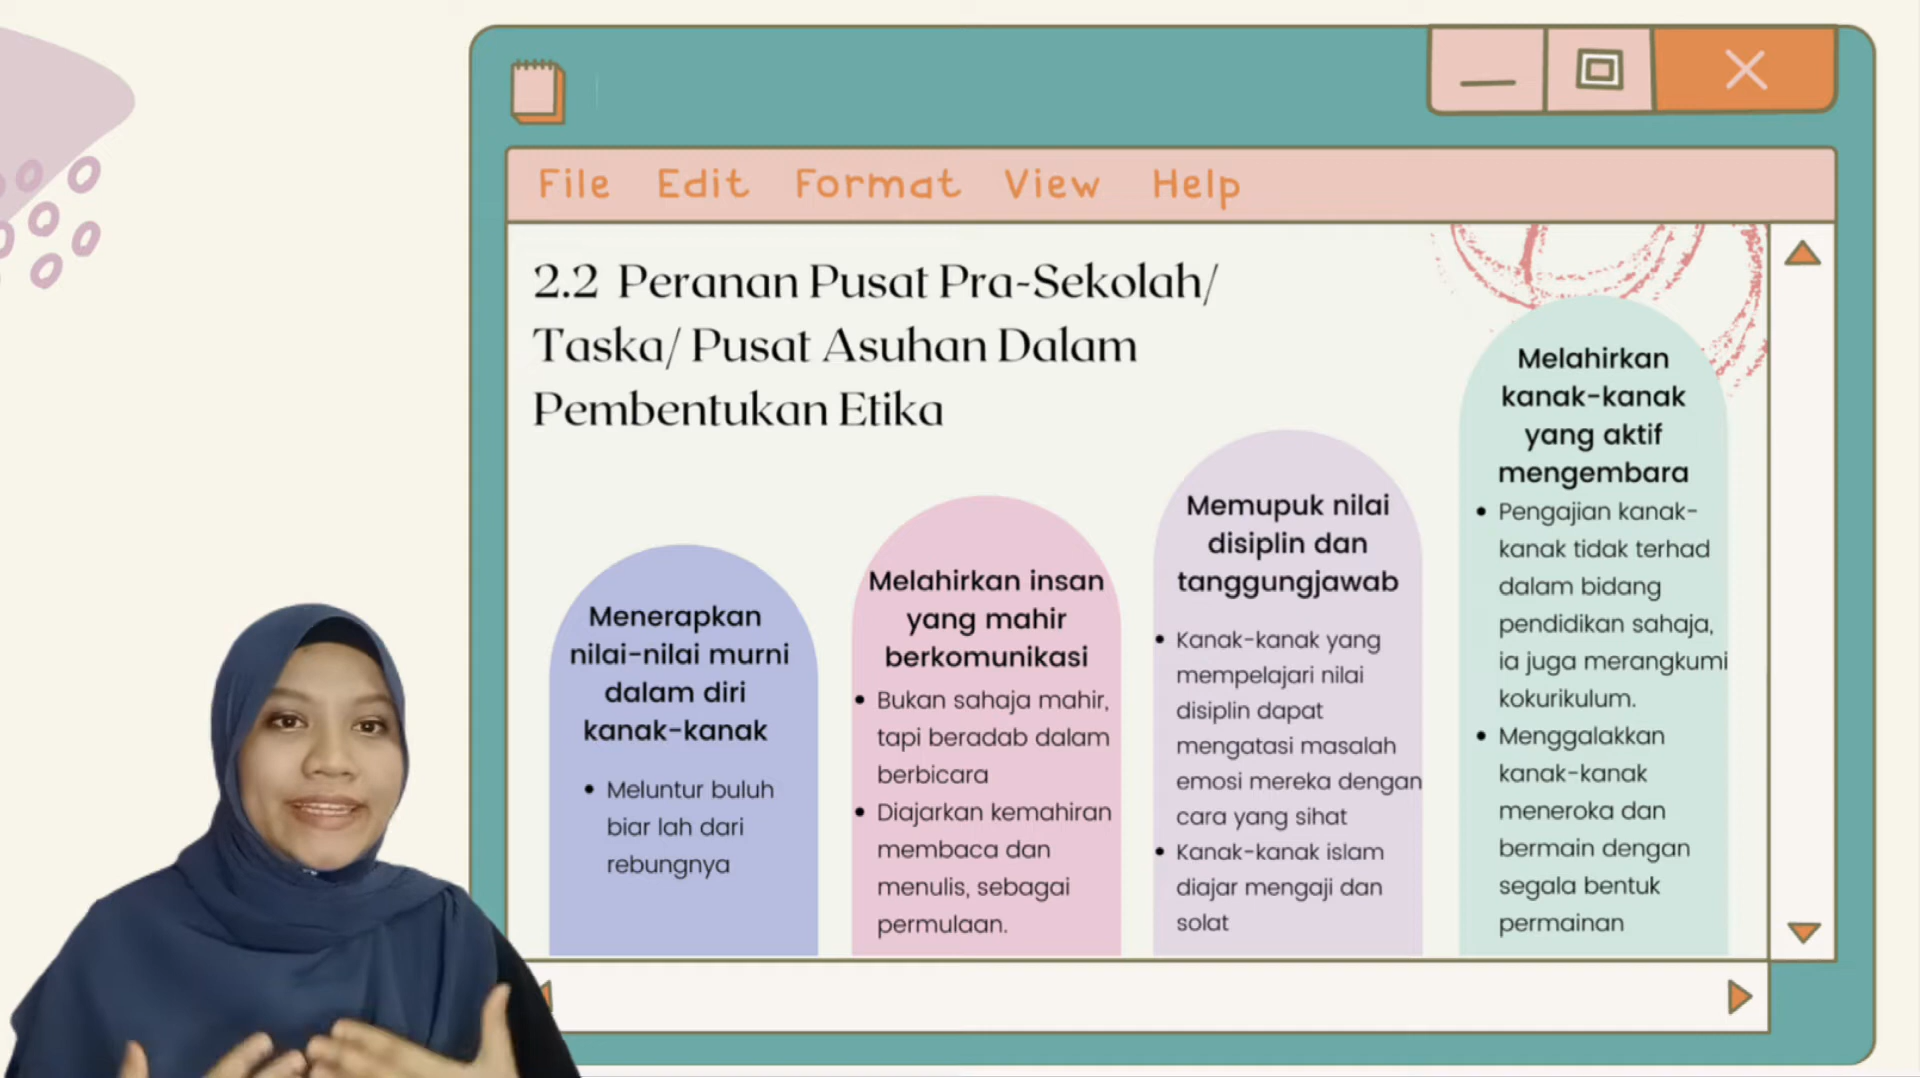 File Edit Format View Help
2.2 Peranan Pusat Pra-Sekolah/
Taska/ Pusat Asuhan Dalam
Pembentukan Etika
Menerapkan
nilai-nilai murni
dalam diri
kanak-kanak
• Meluntur buluh
biar lah dari
rebungnya
Melahirkan insan
yang mahir
berkomunikasi
• Bukan sahaja mahir,
tapi beradab dalam
berbicara
• Diajarkan kemahiran
membaca dan
menulis, sebagai
permulaan.
Memupuk nilai
disiplin dan
tanggungjawab
• Kanak-kanak yang
mempelajari nilai
disiplin dapat
mengatasi masalah
emosi mereka dengan
cara yang sihat
• Kanak-kanak islam
diajar mengaji dan
solat
Melahirkan
kanak-kanak
yang aktif
mengembara
• Pengajian kanak-
kanak tidak terhad
dalam bidang
pendidikan sahaja,
ia juga merangkumi
kokurikulum.
• Menggalakkan
kanak-kanak
meneroka dan
bermain dengan
segala bentuk
permainan